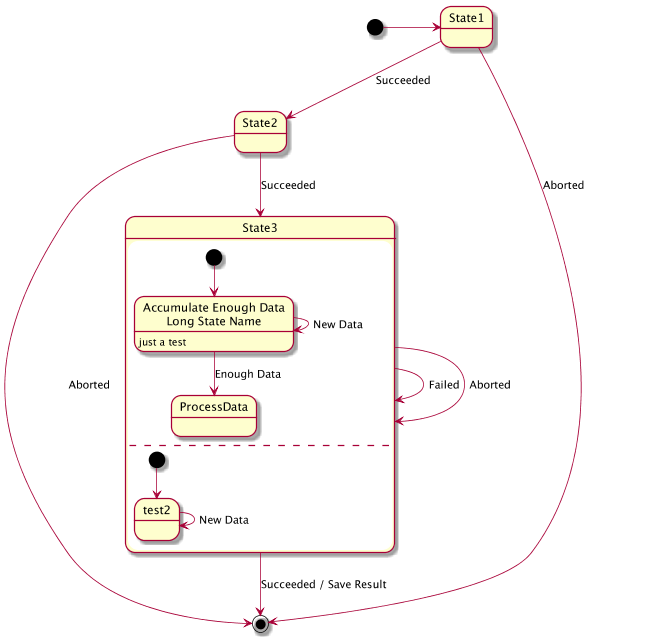 State1
Succeeded
State2
Succeeded
Aborted
State3
Accumulate Enough Data
Long State Name
just a test
New Data
Enough Data
Failed
Aborted
Aborted
ProcessData
test2
New Data
Succeeded / Save Result